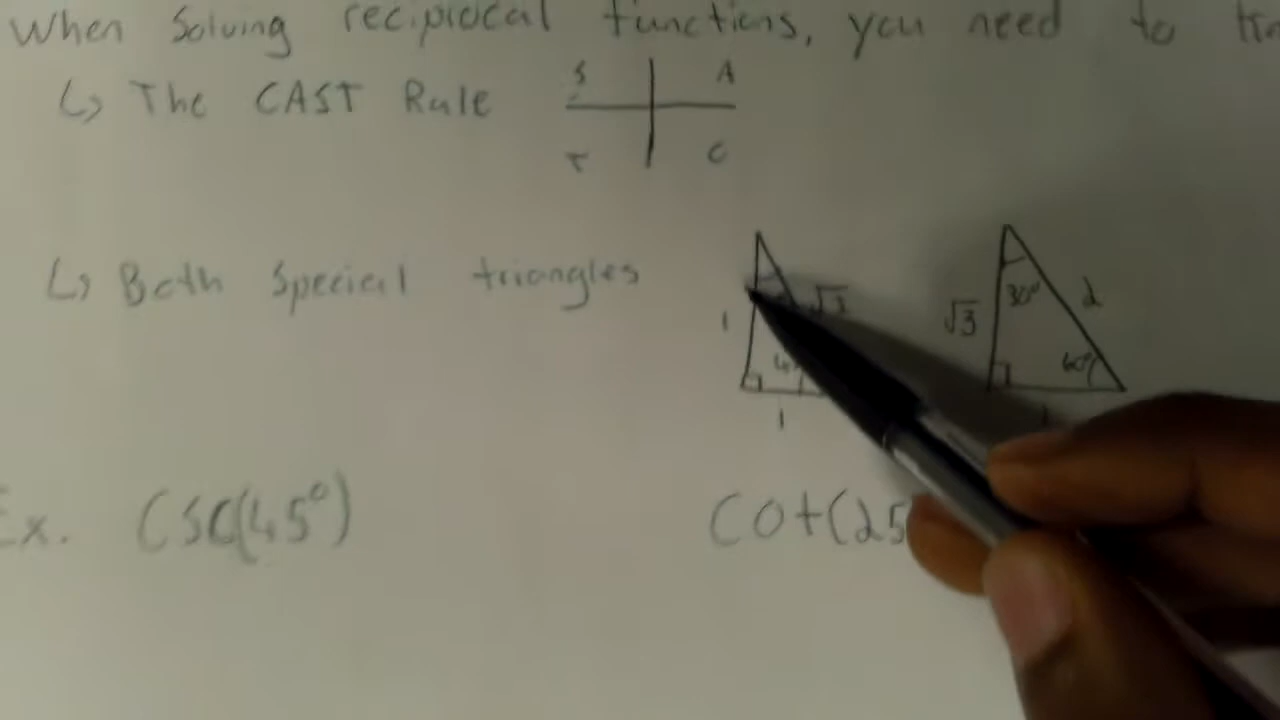 When Solving reciprocal functions, you need to
↳ The CAST Rule
S A
T C
↳ Both Special triangles
1 1
√3 30° 2 60°
Ex. CSC(45°) COt(25